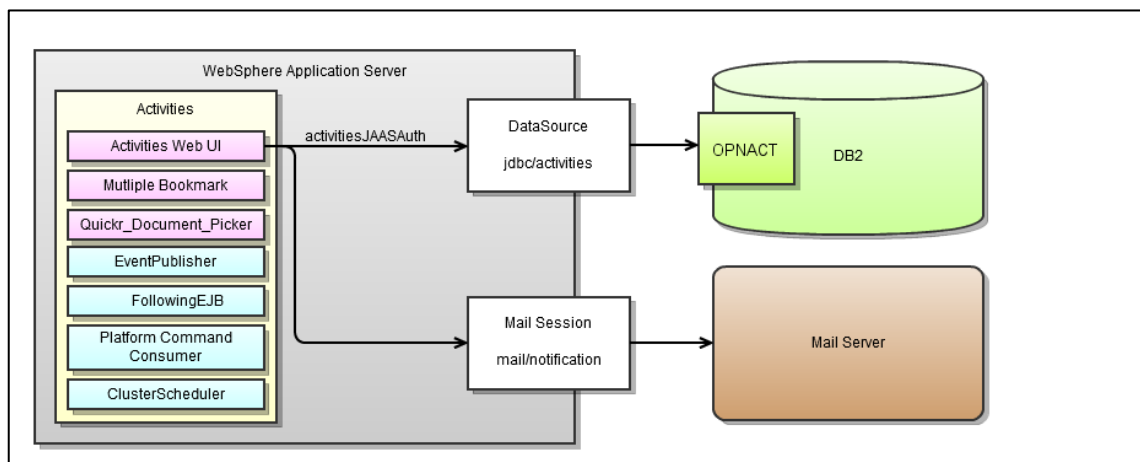 WebSphere Application Server
Activities
Activities Web UI
Mutliple Bookmark
Quickr_Document_Picker
EventPublisher
FollowingEJB
Platform Command
Consumer
ClusterScheduler
activitiesJAASAuth
DataSource
jdbc/activities
OPNACT
DB2
Mail Session
mail/notification
Mail Server